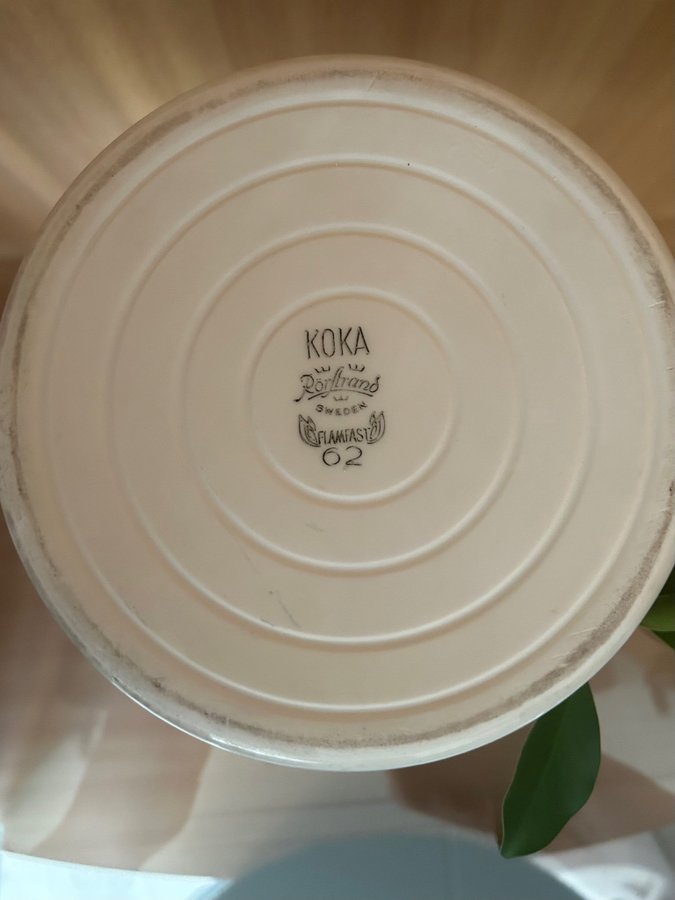 KOKA
Rörstrand
SWEDEN
FLAMFAST
62